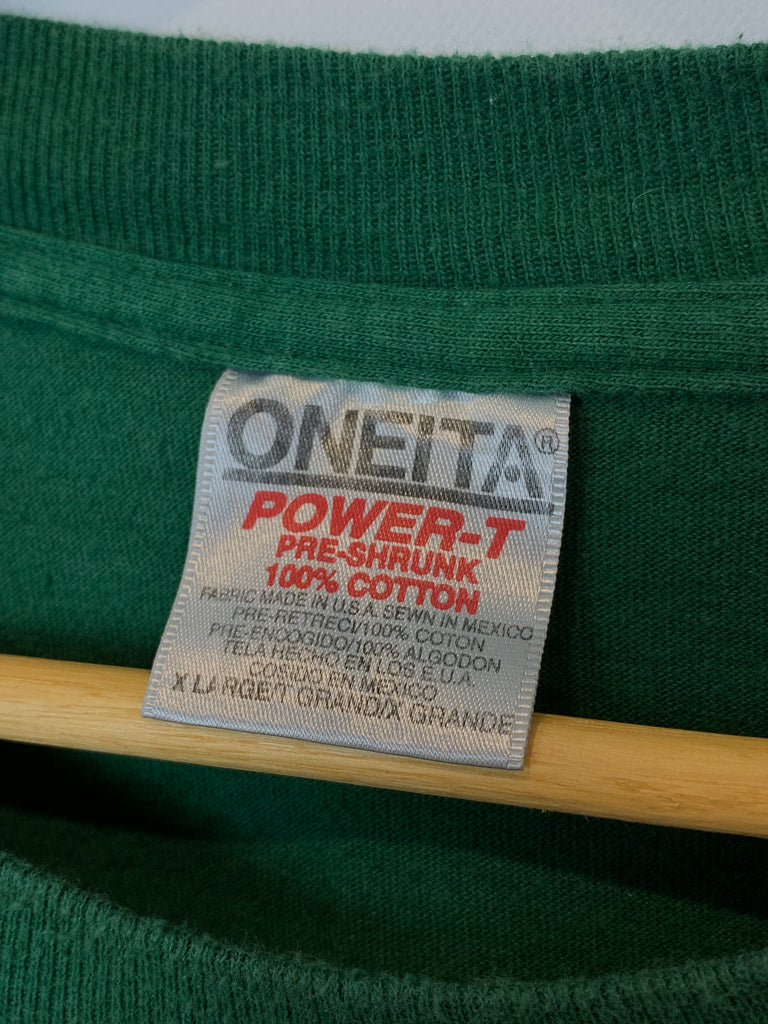 ONEITA®
POWER-T
PRE-SHRUNK
100% COTTON
FABRIC MADE IN U.S.A. SEWN IN MEXICO
PRE-RETRECI/100% COTON
PRE-ENCOGIDO/100% ALGODON
TELA HECHO EN LOS E.U.A.
COSIDO EN MEXICO
X LARGE/T GRAND/X GRANDE